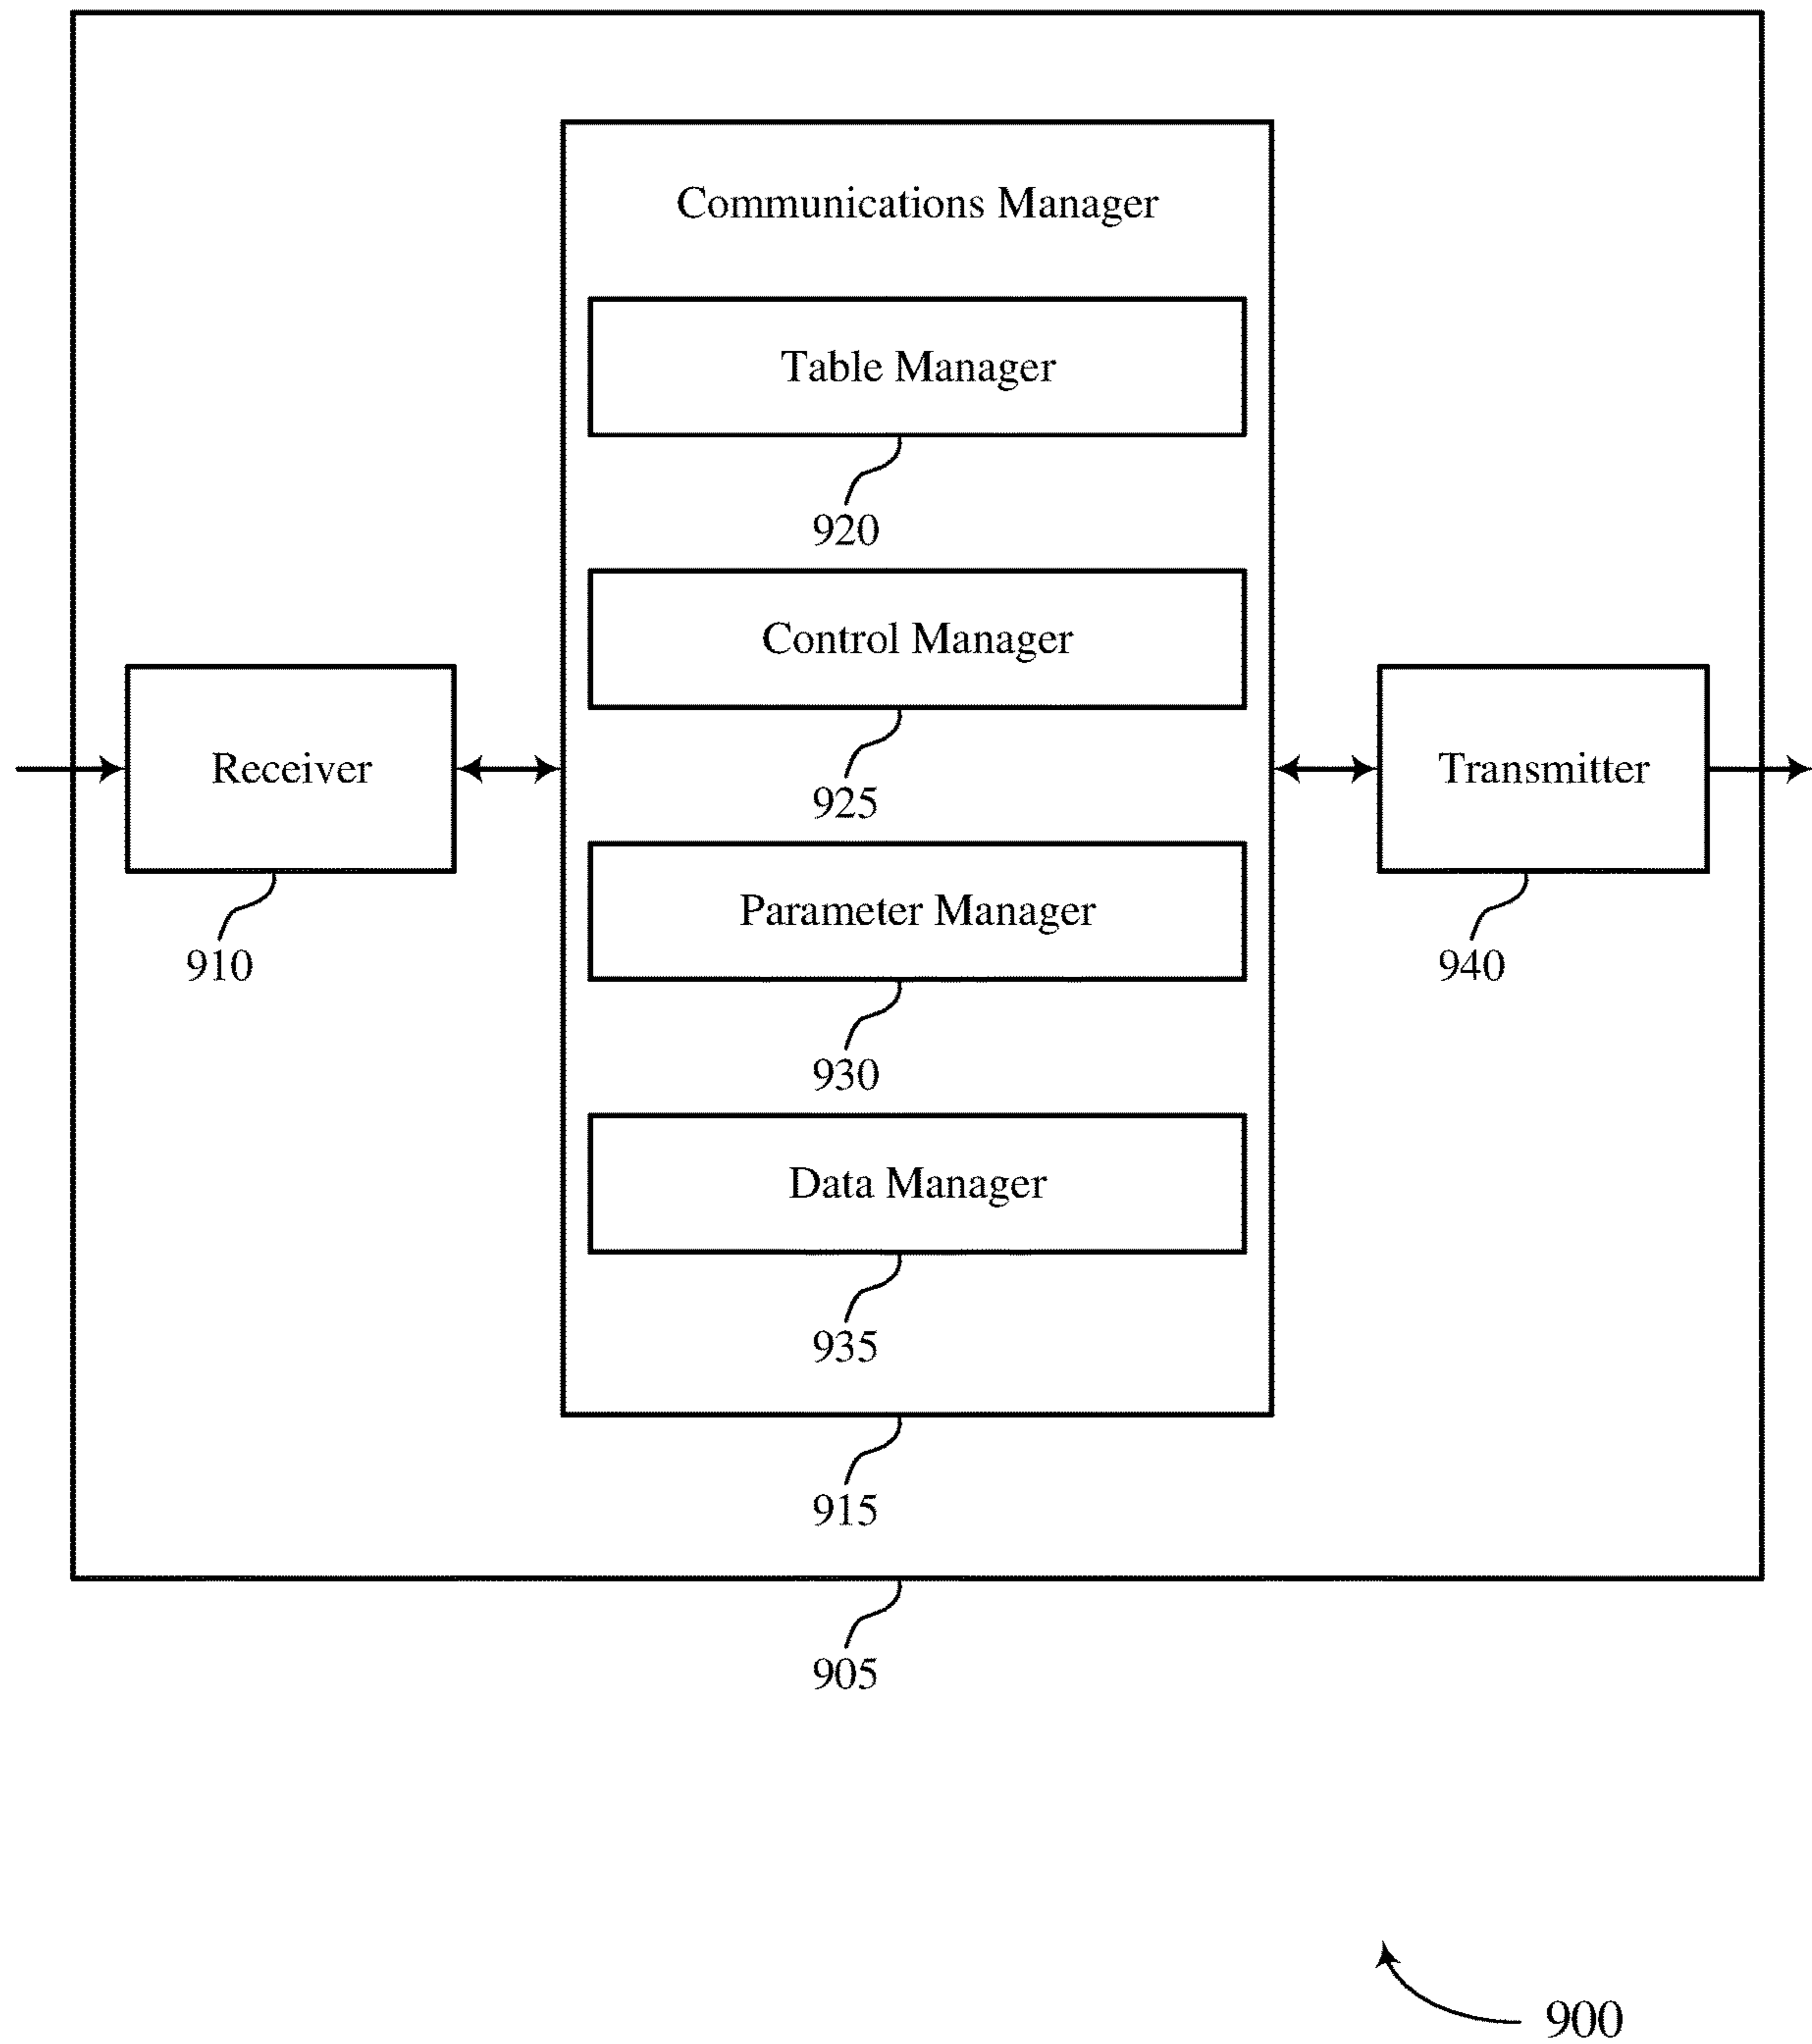 Communications Manager
Table Manager
920
Control Manager
925
Receiver
910
Transmitter
940
Parameter Manager
930
Data Manager
935
915
905
900